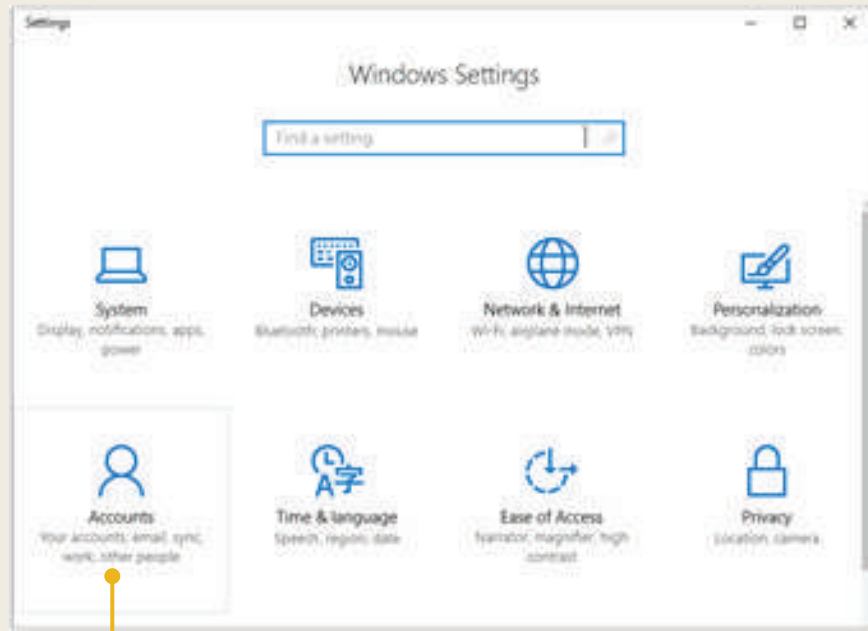 Settings
Windows Settings
Find a setting
System
Display, notifications, apps,
power
Devices
Bluetooth, printers, mouse
Network & Internet
Wi-Fi, airplane mode, VPN
Personalization
Background, lock screen,
colors
Accounts
Your accounts, email, sync,
work, other people
Time & language
Speech, region, date
Ease of Access
Narrator, magnifier, high
contrast
Privacy
Location, camera